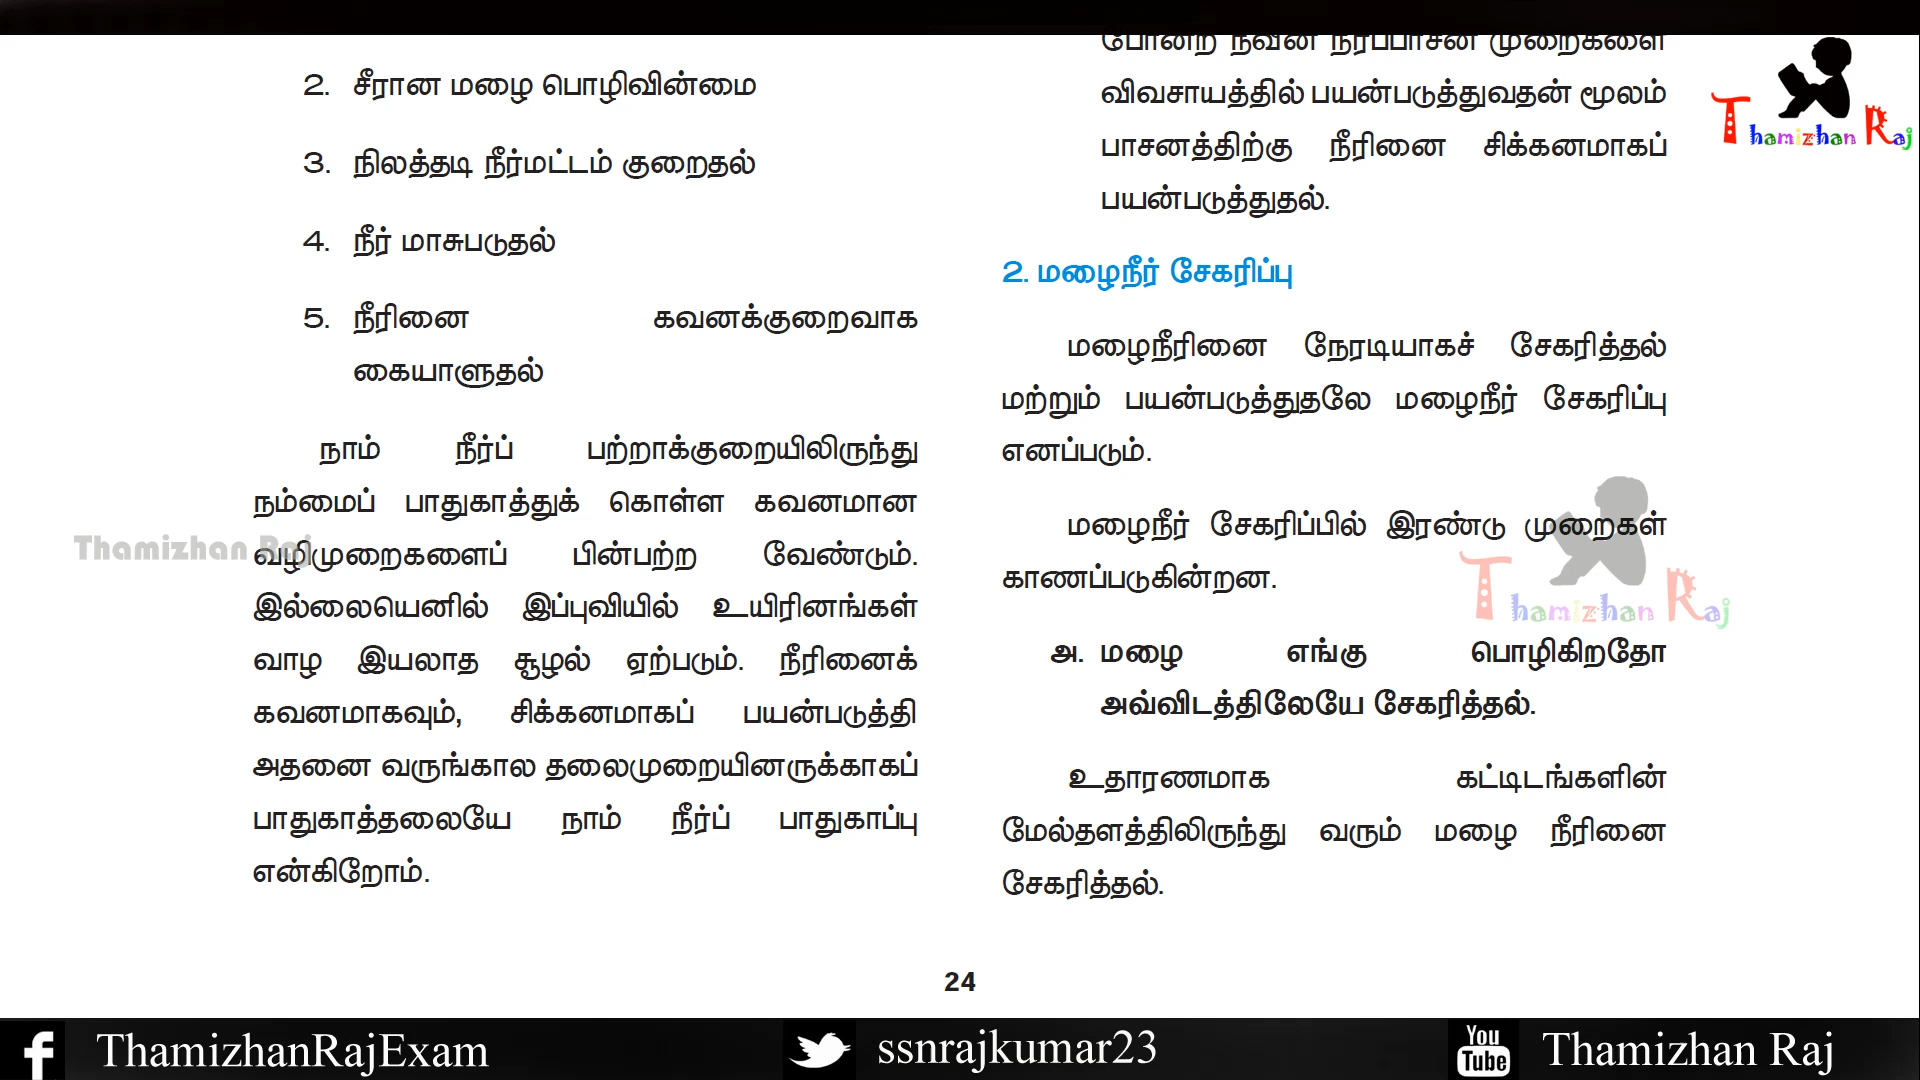 2. சீரான மழை பொழிவின்மை
3. நிலத்தடி நீர்மட்டம் குறைதல்
4. நீர் மாசுபடுதல்
5. நீரினை கவனக்குறைவாக
கையாளுதல்
நாம் நீர்ப் பற்றாக்குறையிலிருந்து
நம்மைப் பாதுகாத்துக் கொள்ள கவனமான
வழிமுறைகளைப் பின்பற்ற வேண்டும்.
இல்லையெனில் இப்புவியில் உயிரினங்கள்
வாழ இயலாத சூழல் ஏற்படும். நீரினைக்
கவனமாகவும், சிக்கனமாகப் பயன்படுத்தி
அதனை வருங்கால தலைமுறையினருக்காகப்
பாதுகாத்தலையே நாம் நீர்ப் பாதுகாப்பு
என்கிறோம்.
Thamizhan Raj
போன்ற நவீன நீர்ப்பாசன முறைகளை
விவசாயத்தில் பயன்படுத்துவதன் மூலம்
பாசனத்திற்கு நீரினை சிக்கனமாகப்
பயன்படுத்துதல்.
2. மழைநீர் சேகரிப்பு
மழைநீரினை நேரடியாகச் சேகரித்தல்
மற்றும் பயன்படுத்துதலே மழைநீர் சேகரிப்பு
எனப்படும்.
மழைநீர் சேகரிப்பில் இரண்டு முறைகள்
காணப்படுகின்றன.
அ. மழை எங்கு பொழிகிறதோ
அவ்விடத்திலேயே சேகரித்தல்.
உதாரணமாக கட்டிடங்களின்
மேல்தளத்திலிருந்து வரும் மழை நீரினை
சேகரித்தல்.
Thamizhan Raj
Thamizhan Raj
24
f ThamizhanRajExam
ssnrajkumar23
You Tube Thamizhan Raj